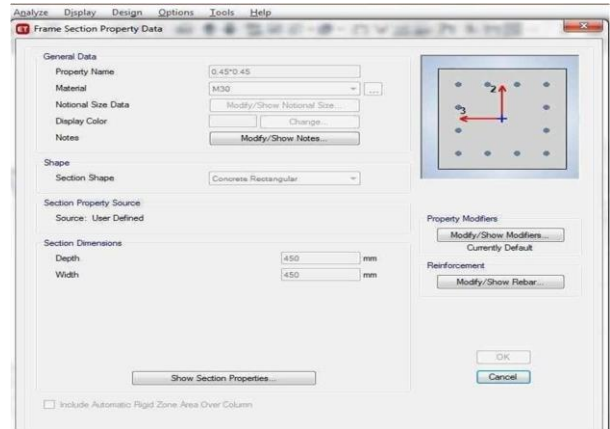 Analyze Display Design Options Tools Help
ET Frame Section Property Data
General Data
Property Name 0.45*0.45
Material M30 ...
Notional Size Data Modify/Show Notional Size...
Display Color Change...
Notes Modify/Show Notes...
Shape
Section Shape Concrete Rectangular
Section Property Source
Source: User Defined
Section Dimensions
Depth 450 mm
Width 450 mm
Show Section Properties...
Include Automatic Rigid Zone Area Over Column
2
3
Property Modifiers
Modify/Show Modifiers...
Currently Default
Reinforcement
Modify/Show Rebar...
OK
Cancel